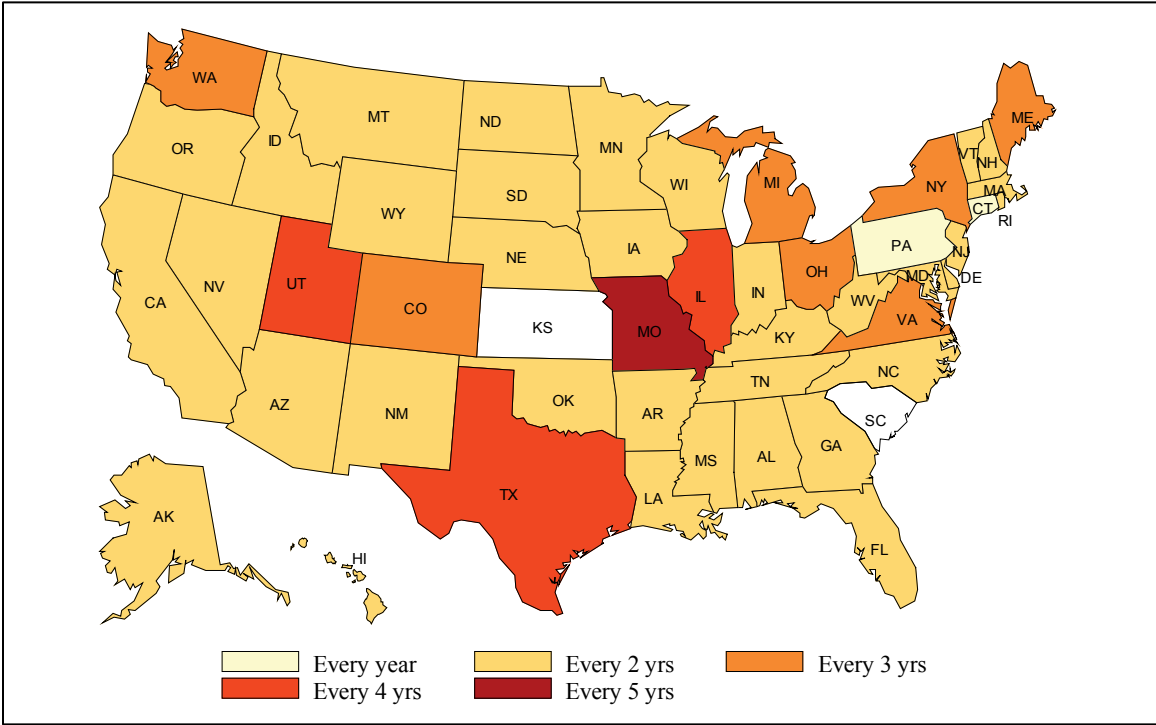 WA
ME
MT
ND
ID
OR
MN
VT
NH
WI
MI
NY
MA
SD
CT
WY
RI
PA
IA
NE
NJ
OH
MD
DE
UT
IN
IL
NV
CA
WV
CO
VA
KS
MO
KY
NC
TN
OK
AZ
NM
AR
SC
GA
MS
AL
TX
LA
AK
FL
HI
Every year
Every 2 yrs
Every 3 yrs
Every 4 yrs
Every 5 yrs